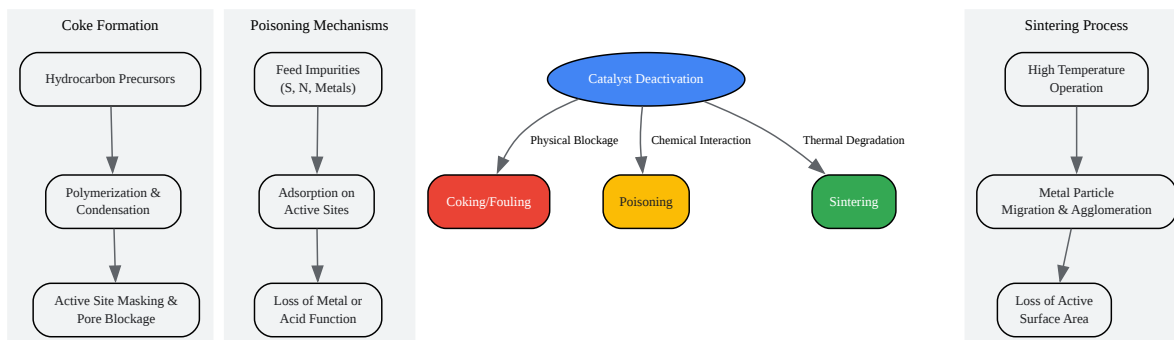 Coke Formation
Hydrocarbon Precursors
Polymerization &
Condensation
Active Site Masking &
Pore Blockage
Poisoning Mechanisms
Feed Impurities
(S, N, Metals)
Adsorption on
Active Sites
Loss of Metal or
Acid Function
Catalyst Deactivation
Physical Blockage
Chemical Interaction
Thermal Degradation
Coking/Fouling
Poisoning
Sintering
Sintering Process
High Temperature
Operation
Metal Particle
Migration & Agglomeration
Loss of Active
Surface Area